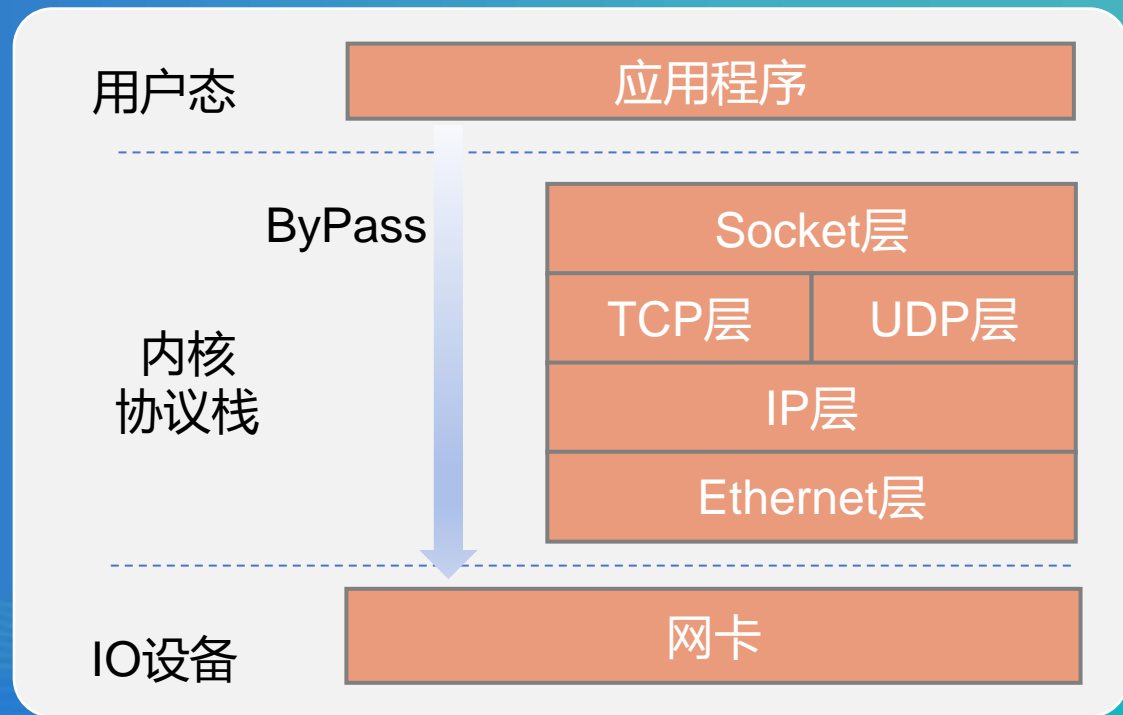 用户态
应用程序
ByPass
Socket层
TCP层
UDP层
内核
协议栈
IP层
Ethernet层
IO设备
网卡